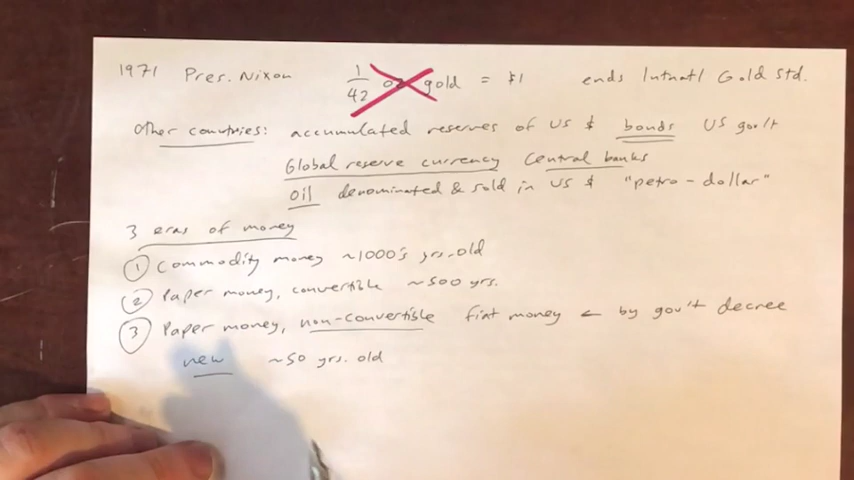 1971 Pres. Nixon 1/42 oz gold = $1 ends Intnat'l Gold Std.
Other countries: accumulated reserves of US $ bonds US gov't
Global reserve currency Central banks
Oil denominated & sold in US $ "petro-dollar"
3 eras of money
① Commodity money ~1000's yrs. old
② Paper money, convertible ~500 yrs.
③ Paper money, non-convertible fiat money ← by gov't decree
new ~50 yrs. old